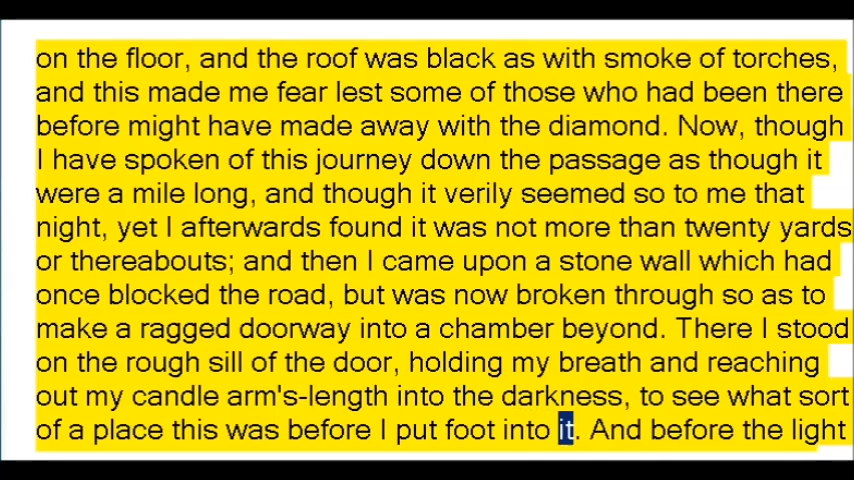 on the floor, and the roof was black as with smoke of torches,
and this made me fear lest some of those who had been there
before might have made away with the diamond. Now, though
I have spoken of this journey down the passage as though it
were a mile long, and though it verily seemed so to me that
night, yet I afterwards found it was not more than twenty yards
or thereabouts; and then I came upon a stone wall which had
once blocked the road, but was now broken through so as to
make a ragged doorway into a chamber beyond. There I stood
on the rough sill of the door, holding my breath and reaching
out my candle arm's-length into the darkness, to see what sort
of a place this was before I put foot into it. And before the light